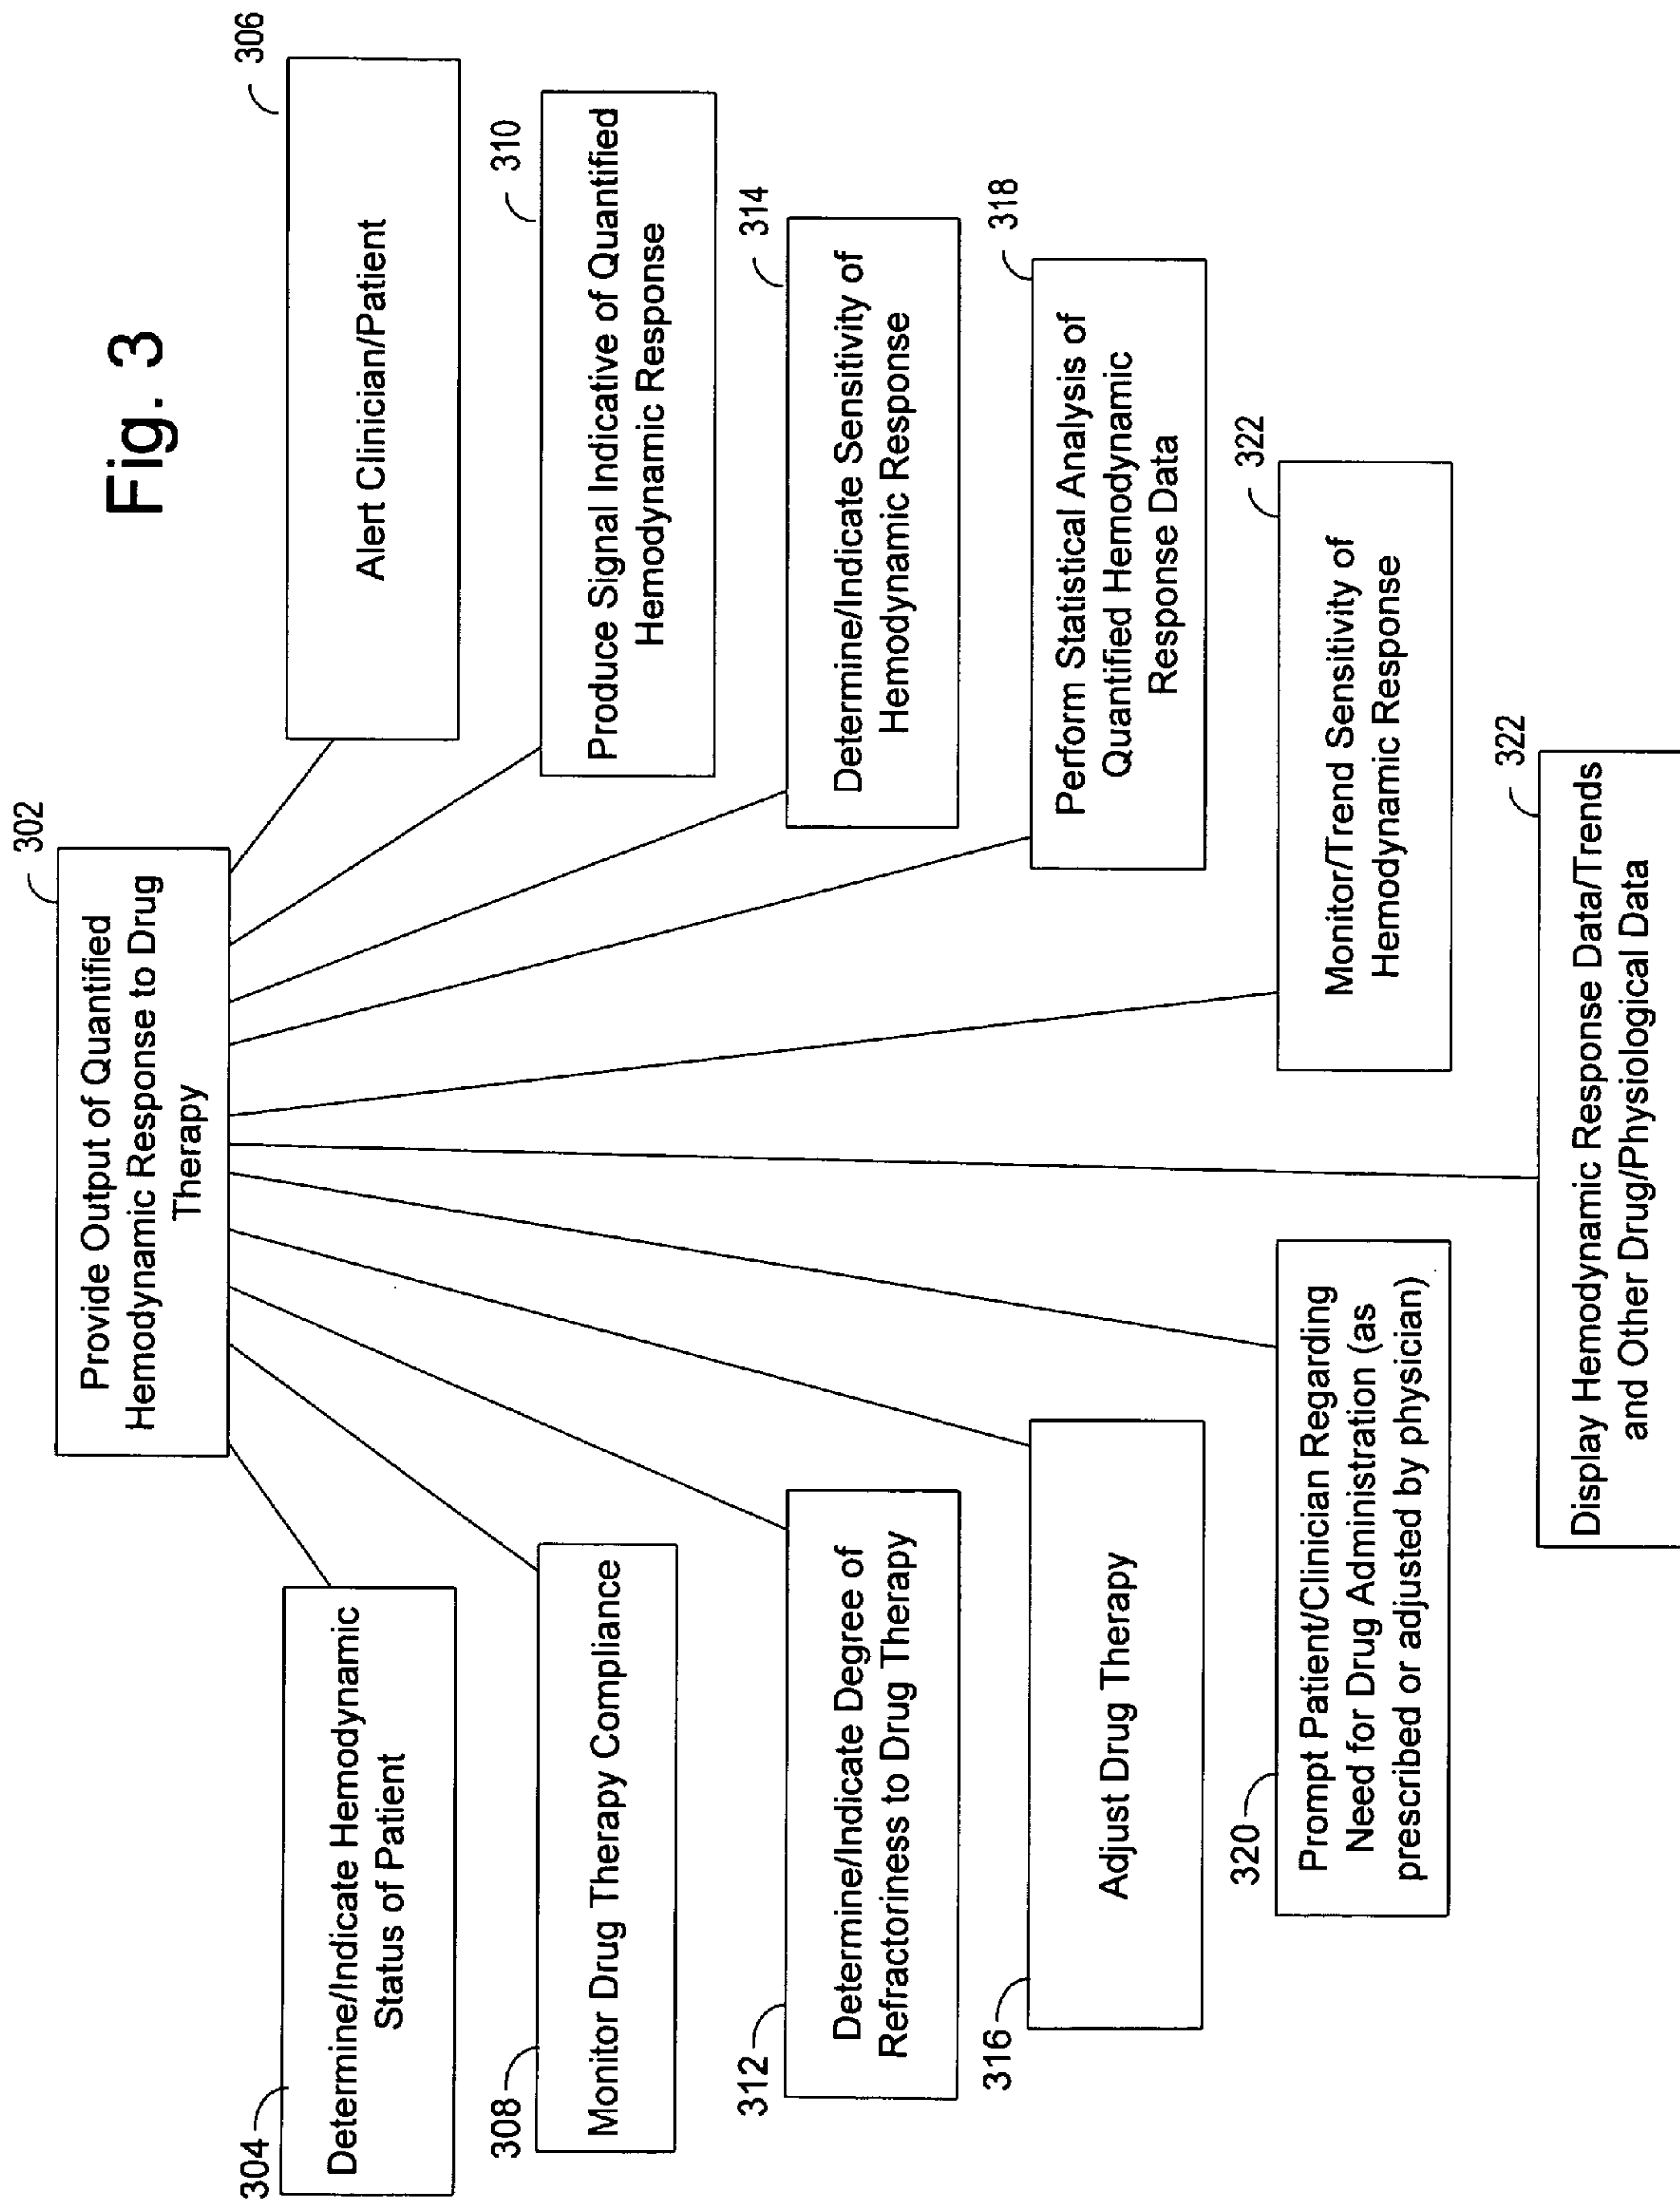 Fig. 3
302
Provide Output of Quantified
Hemodynamic Response to Drug
Therapy
304
Determine/Indicate Hemodynamic
Status of Patient
306
Alert Clinician/Patient
308
Monitor Drug Therapy Compliance
310
Produce Signal Indicative of Quantified
Hemodynamic Response
312
Determine/Indicate Degree of
Refractoriness to Drug Therapy
314
Determine/Indicate Sensitivity of
Hemodynamic Response
316
Adjust Drug Therapy
318
Perform Statistical Analysis of
Quantified Hemodynamic
Response Data
320
Prompt Patient/Clinician Regarding
Need for Drug Administration (as
prescribed or adjusted by physician)
322
Monitor/Trend Sensitivity of
Hemodynamic Response
322
Display Hemodynamic Response Data/Trends
and Other Drug/Physiological Data